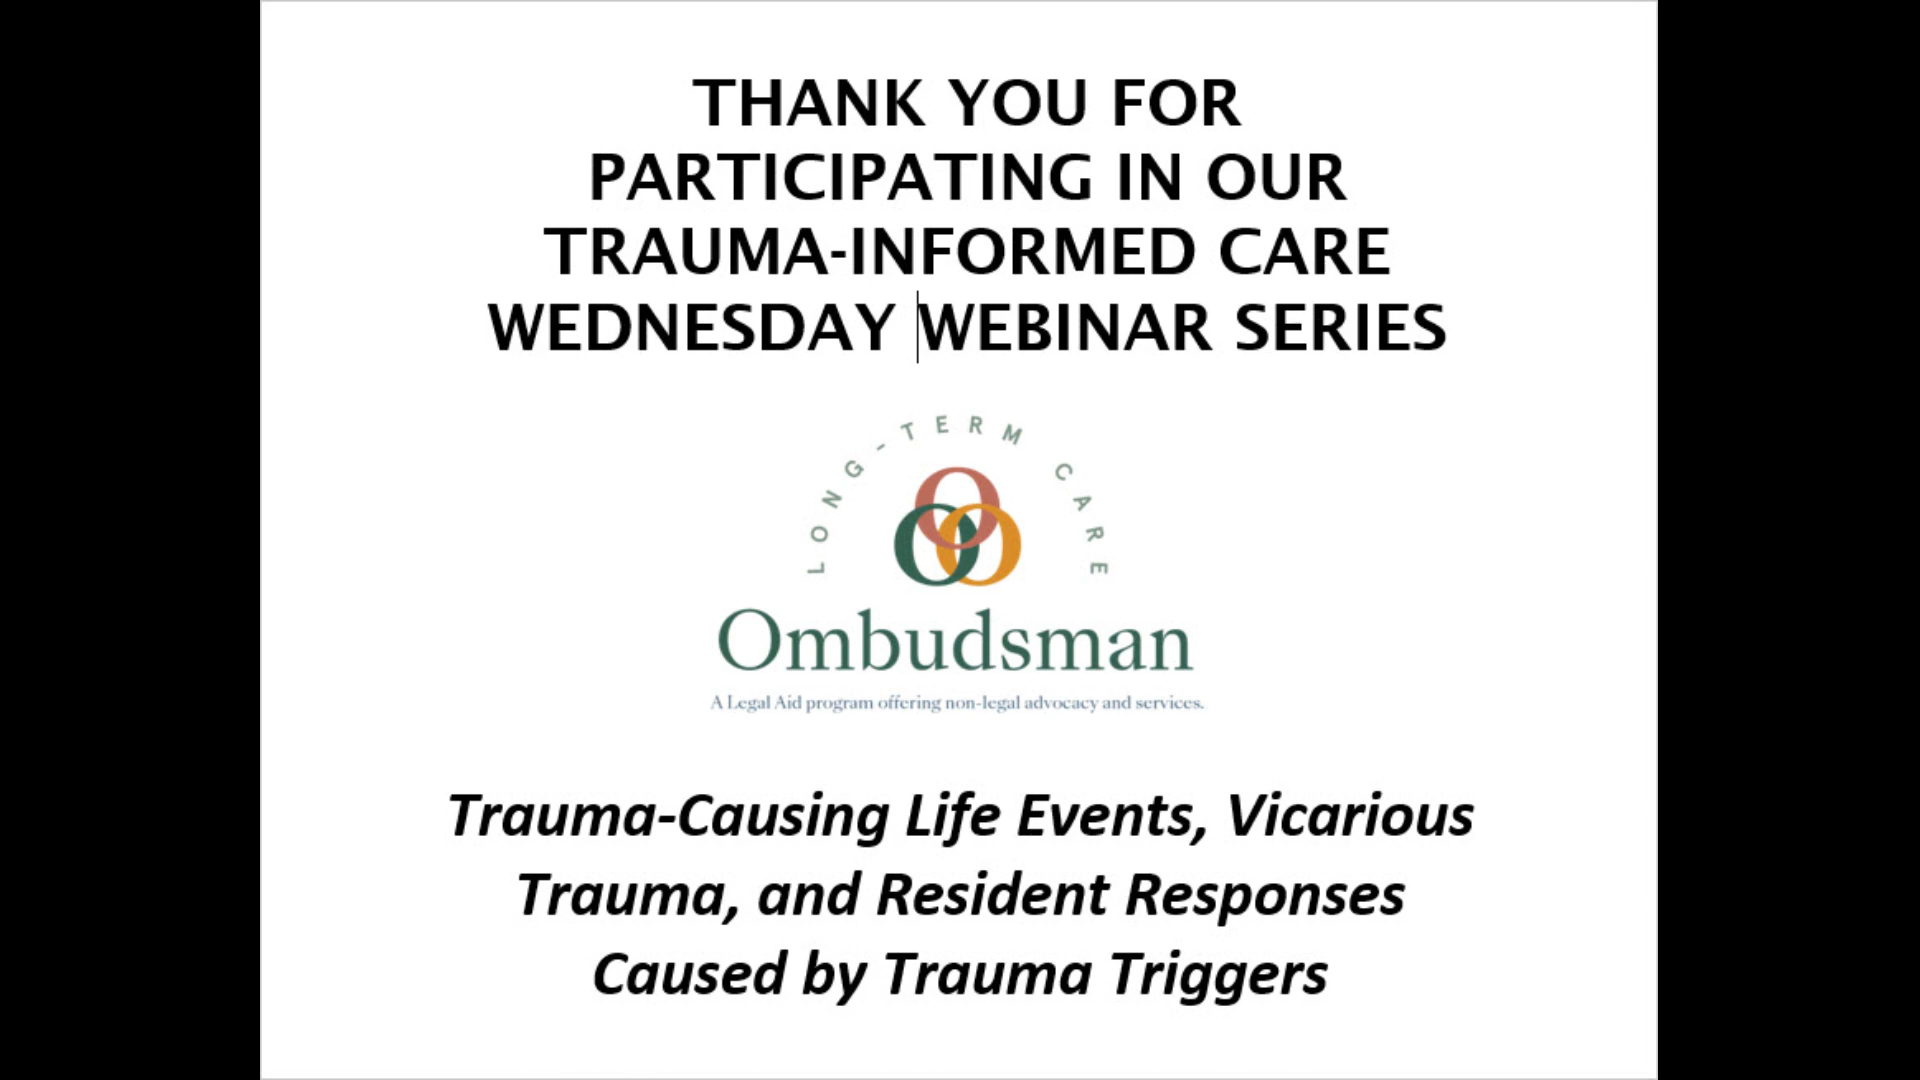 THANK YOU FOR
PARTICIPATING IN OUR
TRAUMA-INFORMED CARE
WEDNESDAY WEBINAR SERIES
LONG-TERM CARE
Ombudsman
A Legal Aid program offering non-legal advocacy and services.
Trauma-Causing Life Events, Vicarious
Trauma, and Resident Responses
Caused by Trauma Triggers